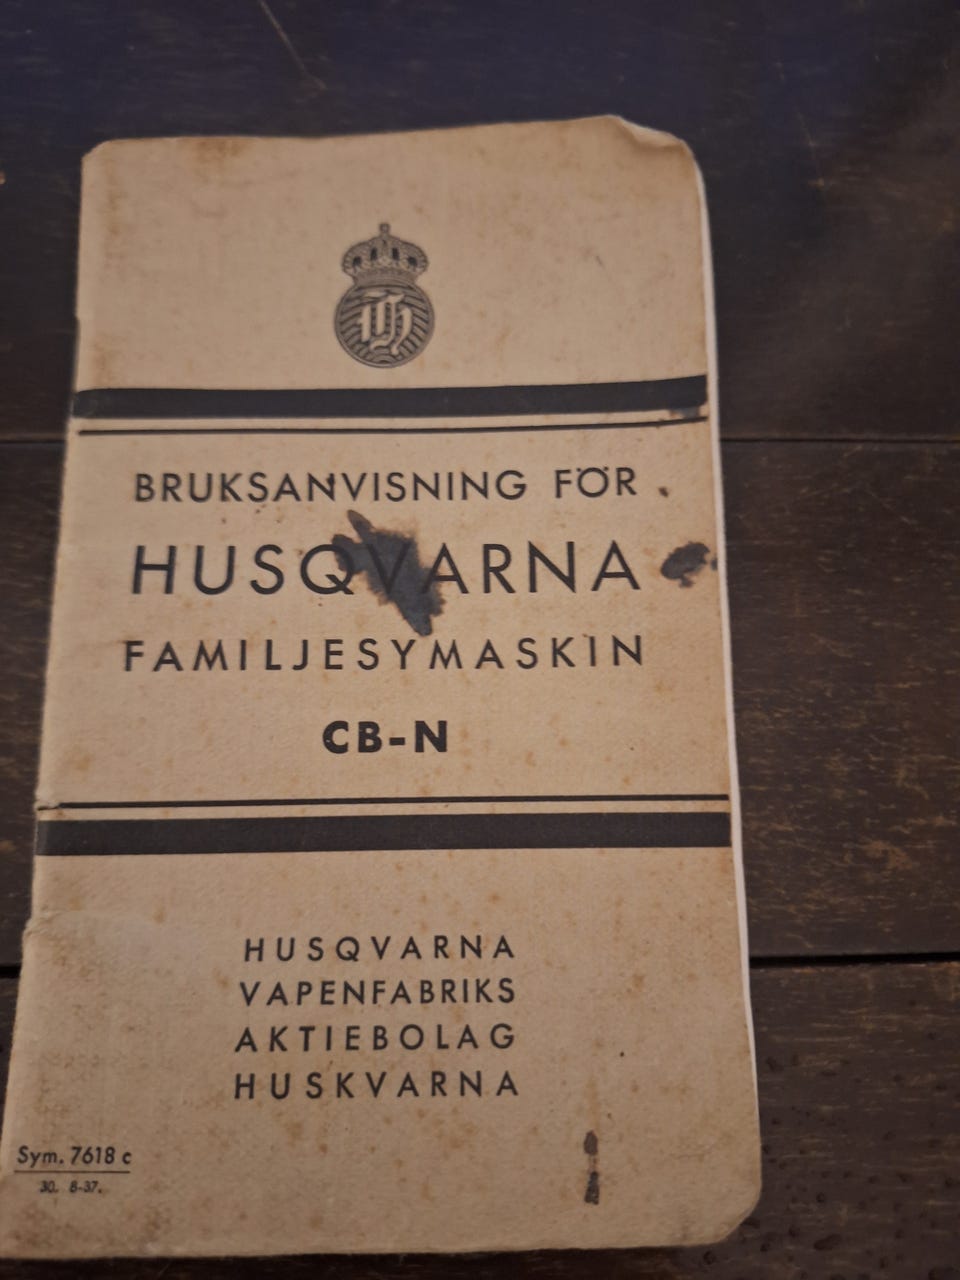 H
BRUKSANVISNING FÖR
HUSQVARNA
FAMILJESYMASKIN
CB-N
HUSQVARNA
VAPENFABRIKS
AKTIEBOLAG
HUSKVARNA
Sym. 7618 c
30. 8-37.